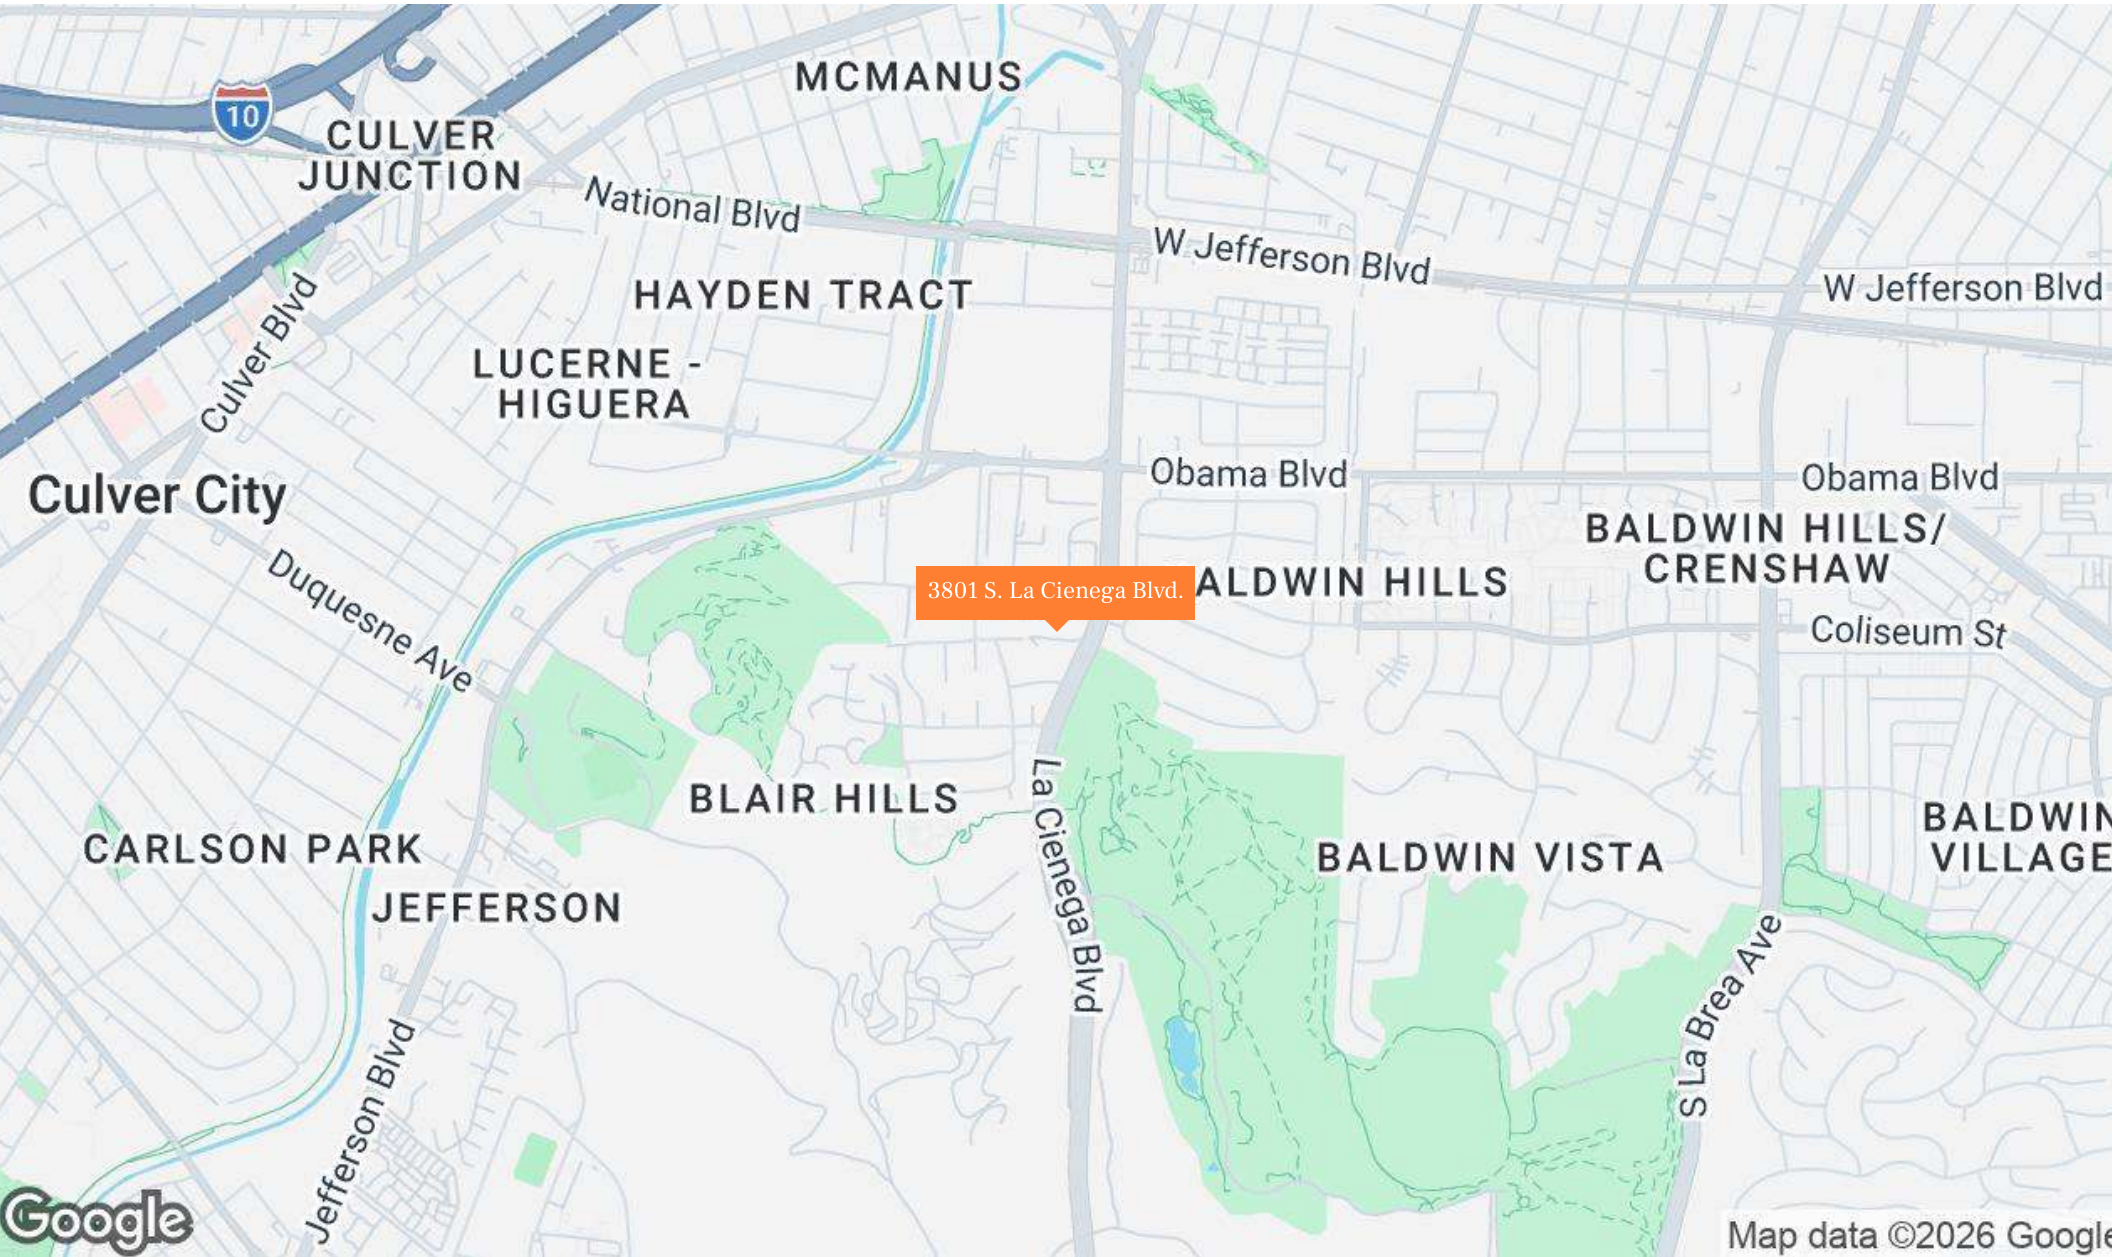 MCMANUS
10
CULVER
JUNCTION
National Blvd
W Jefferson Blvd
W Jefferson Blvd
HAYDEN TRACT
Culver Blvd
LUCERNE -
HIGUERA
Culver City
Obama Blvd
Obama Blvd
BALDWIN HILLS/
CRENSHAW
Duquesne Ave
3801 S. La Cienega Blvd.
ALDWIN HILLS
Coliseum St
BLAIR HILLS
La Cienega Blvd
CARLSON PARK
BALDWIN VISTA
BALDWIN
VILLAGE
JEFFERSON
S La Brea Ave
Jefferson Blvd
Google
Map data ©2026 Google